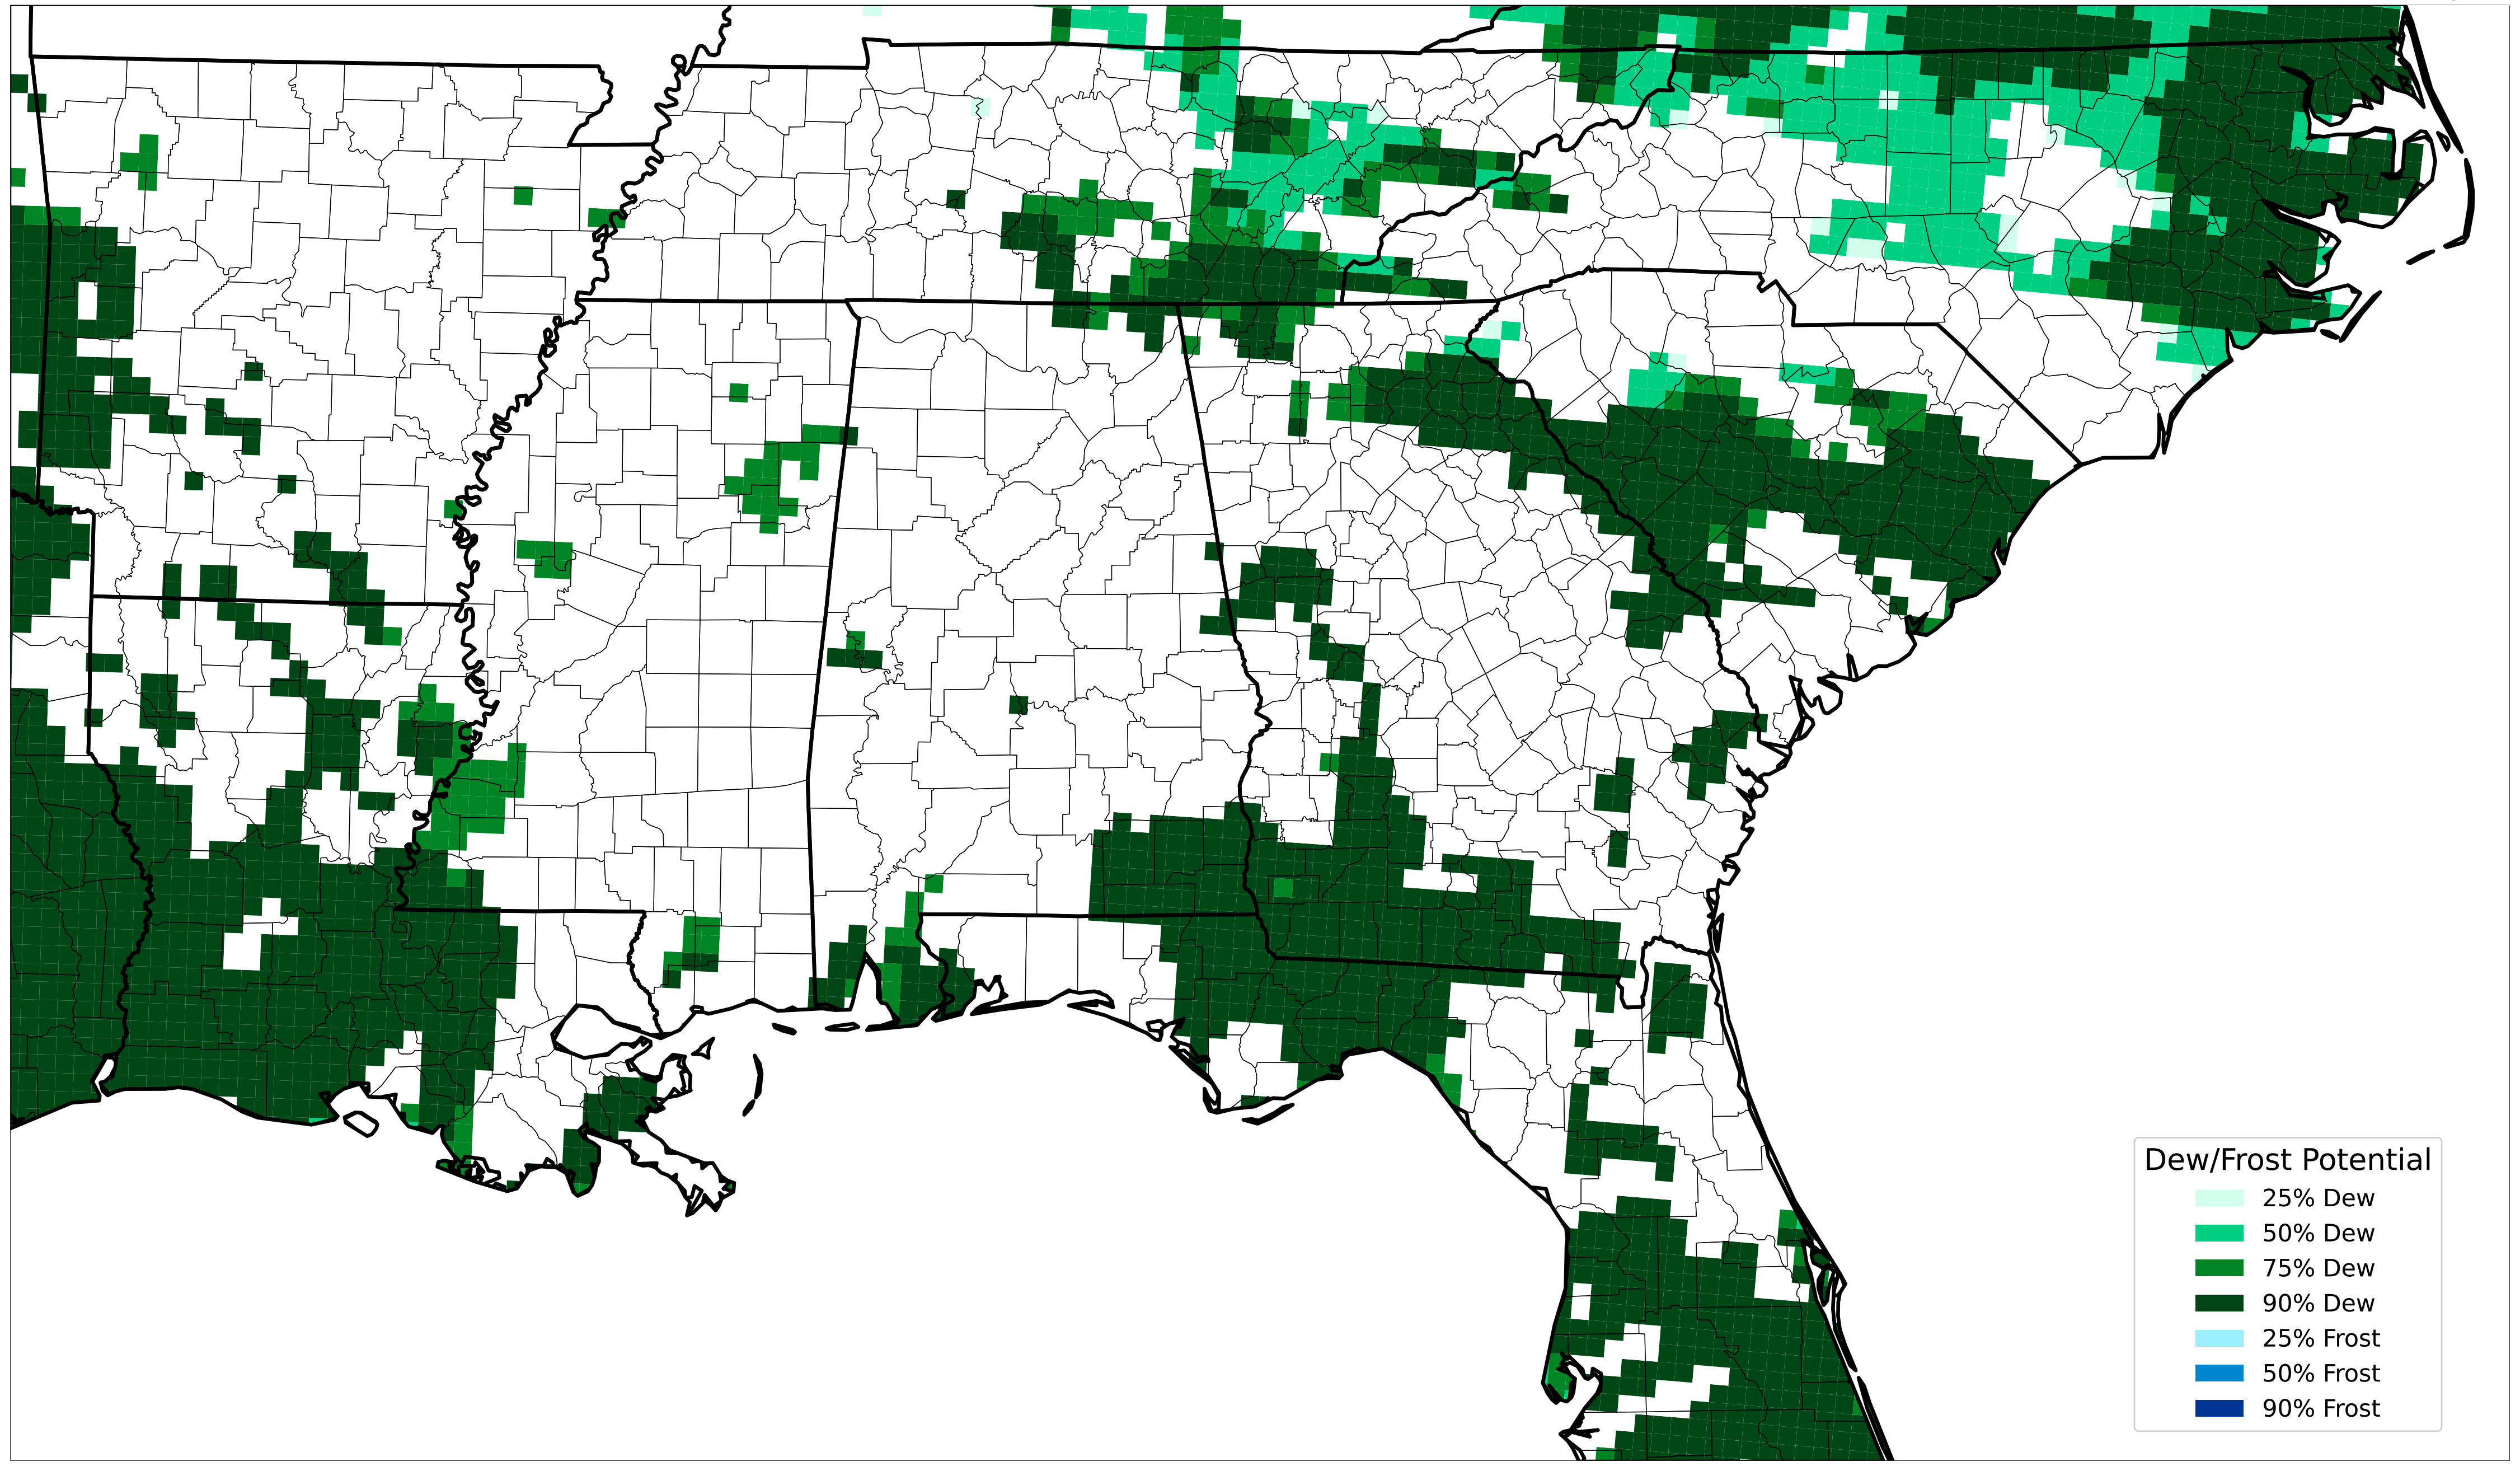 Dew/Frost Potential
25% Dew
50% Dew
75% Dew
90% Dew
25% Frost
50% Frost
90% Frost